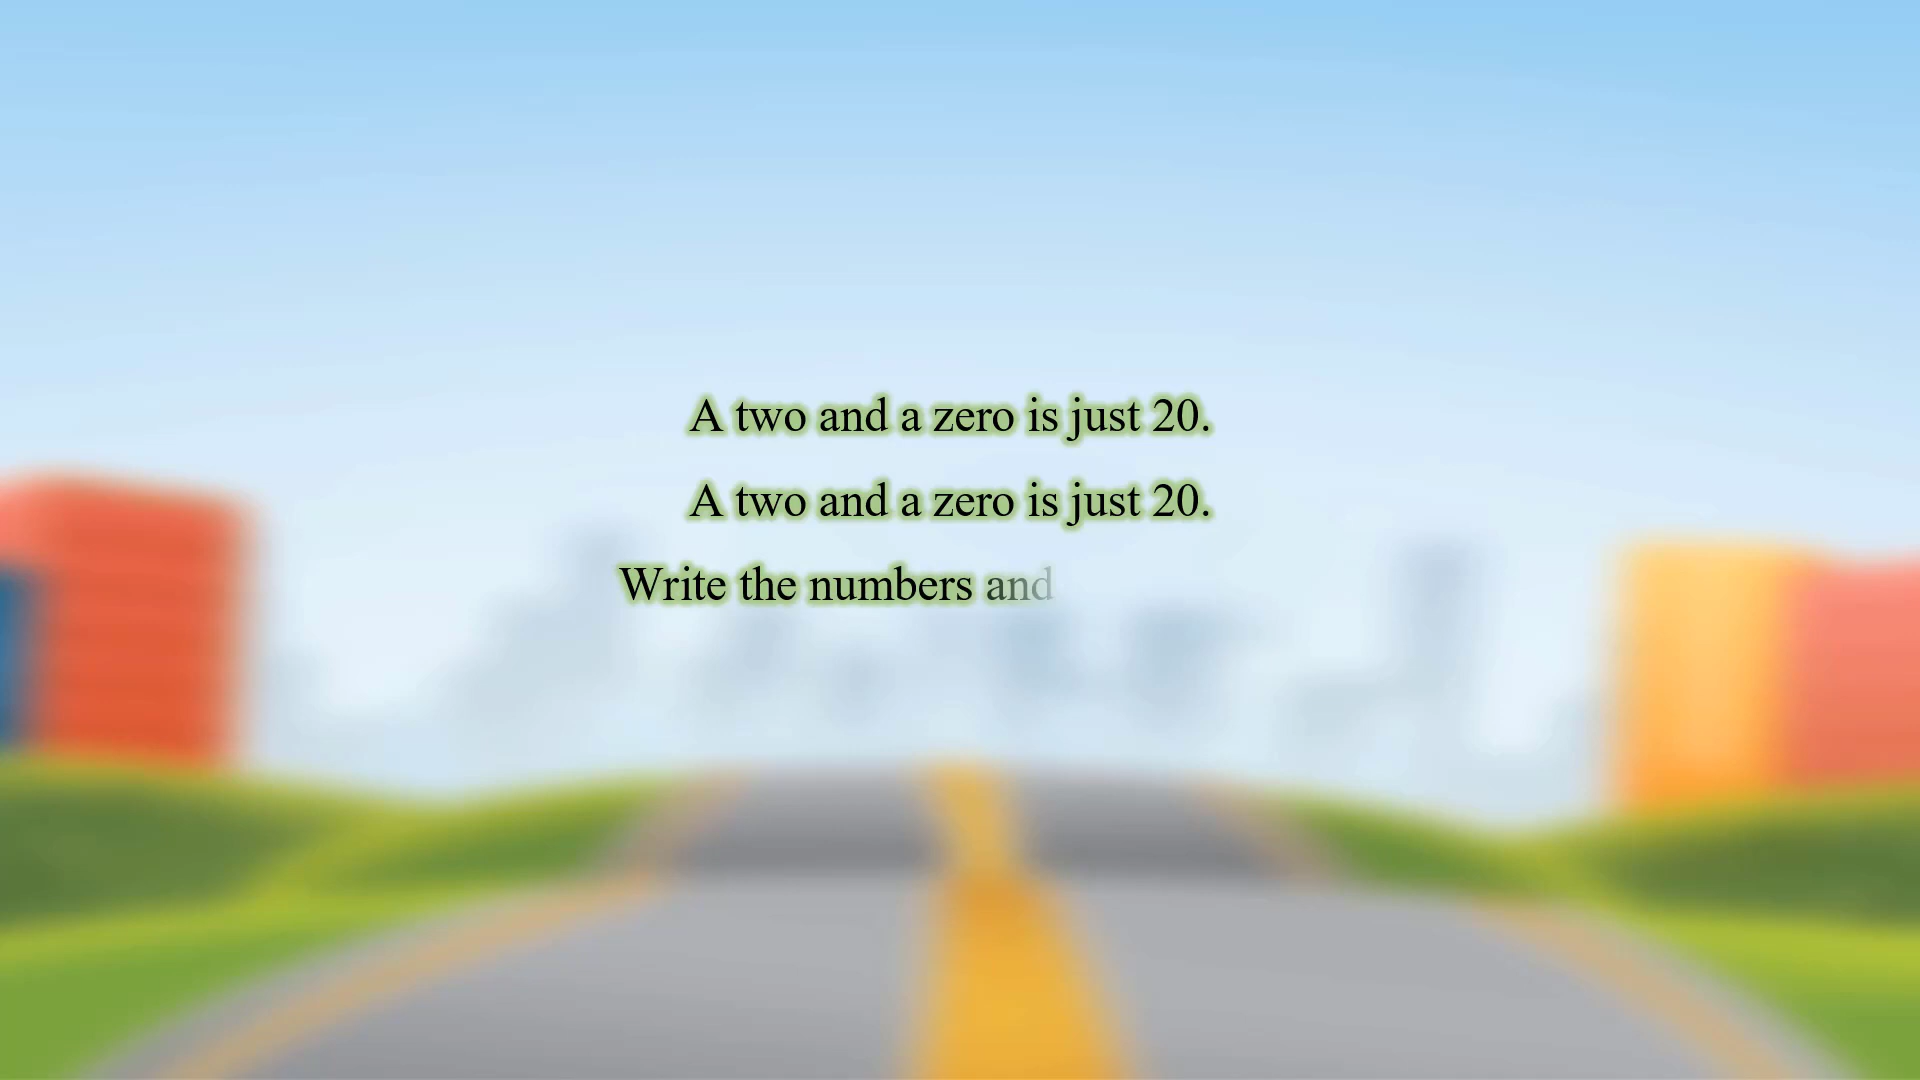 A two and a zero is just 20.
A two and a zero is just 20.
Write the numbers and